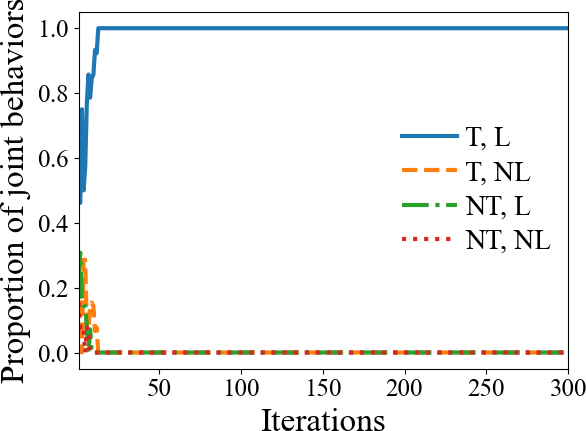 Proportion of joint behaviors
1.0
0.8
0.6
0.4
0.2
0.0
T, L
T, NL
NT, L
NT, NL
50 100 150 200 250 300
Iterations